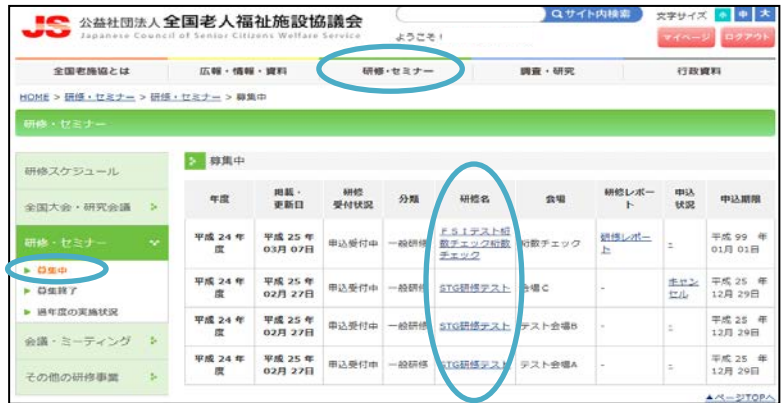 JS 公益社団法人 全国老人福祉施設協議会
Japanese Council of Senior Citizens Welfare Service
ようこそ！
サイト内検索
文字サイズ 小 中 大
マイページ ログアウト
全国老施協とは 広報・情報・資料 研修・セミナー 調査・研究 行政資料
HOME > 研修・セミナー > 研修・セミナー > 募集中
研修・セミナー
研修スケジュール
全国大会・研究会議
研修・セミナー
募集中
募集終了
過年度の実施状況
会議・ミーティング
その他の研修事業
募集中
年度 掲載・更新日 研修受付状況 分類 研修名 会場 研修レポート 申込状況 申込期限
平成 24 年度 平成 25 年 03月 07日 申込受付中 一般研修 ＦＳＩテスト桁数チェック桁数チェック 桁数チェック 研修レポート - 平成 99 年 01月 01日
平成 24 年度 平成 25 年 02月 27日 申込受付中 一般研修 STG研修テスト 会場C - キャンセル 平成 25 年 12月 29日
平成 24 年度 平成 25 年 02月 27日 申込受付中 一般研修 STG研修テスト テスト会場B - - 平成 25 年 12月 29日
平成 24 年度 平成 25 年 02月 27日 申込受付中 一般研修 STG研修テスト テスト会場A - - 平成 25 年 12月 29日
▲ページTOPへ